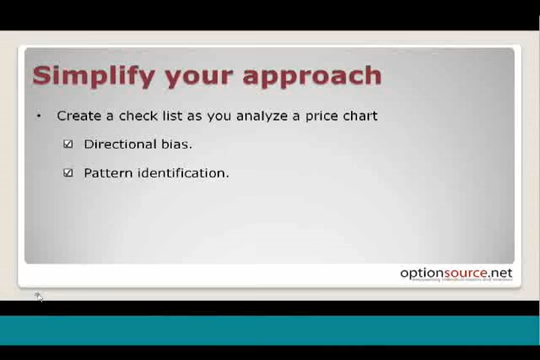 Simplify your approach
• Create a check list as you analyze a price chart
☑ Directional bias.
☑ Pattern identification.
optionsource.net